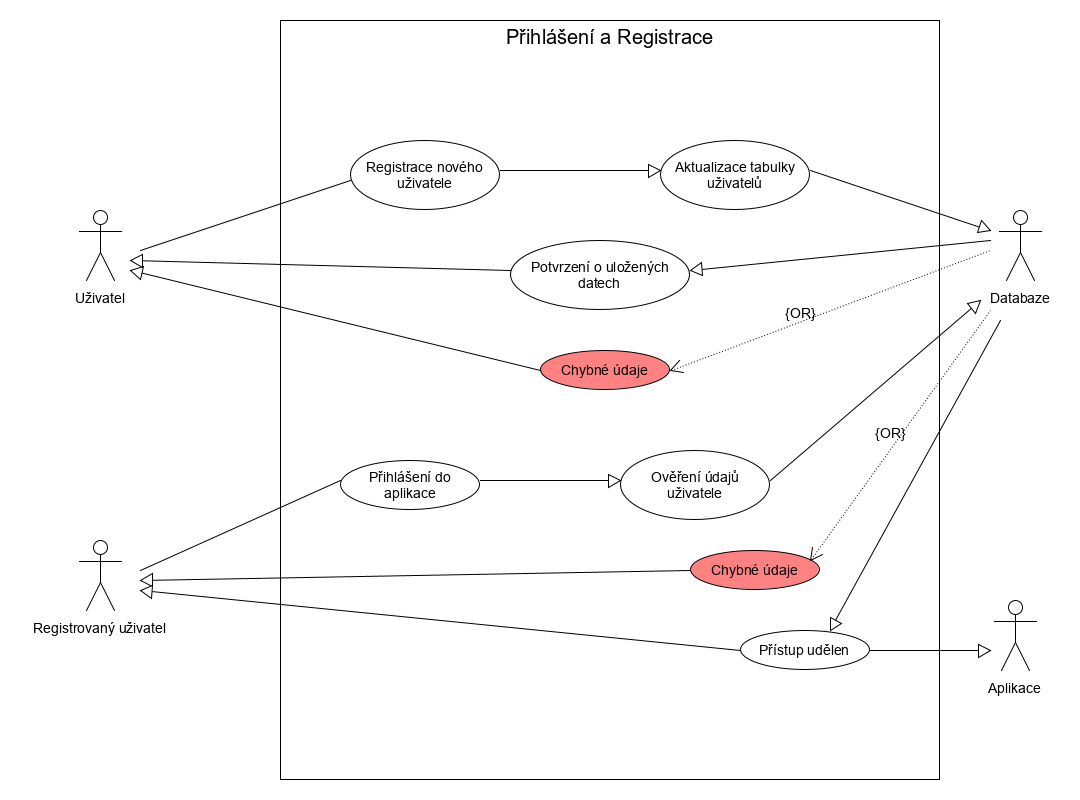 Přihlášení a Registrace
Registrace nového
uživatele
Aktualizace tabulky
uživatelů
Uživatel
Potvrzení o uložených
datech
Databaze
{OR}
Chybné údaje
{OR}
Přihlášení do
aplikace
Ověření údajů
uživatele
Chybné údaje
Registrovaný uživatel
Přístup udělen
Aplikace